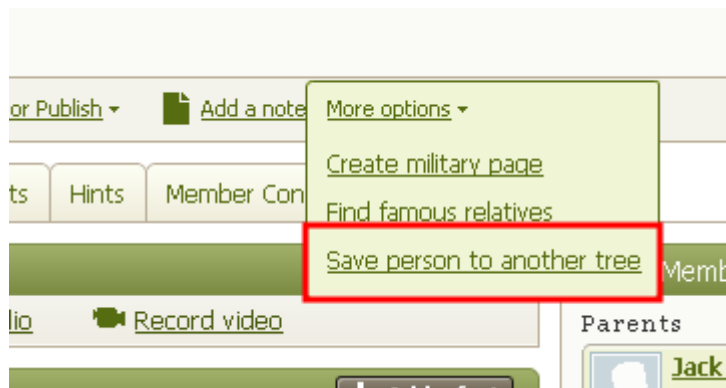 or Publish Add a note More options
Create military page
ts Hints Member Con
Find famous relatives
Save person to another tree
Memb
lio Record video
Parents
Jack